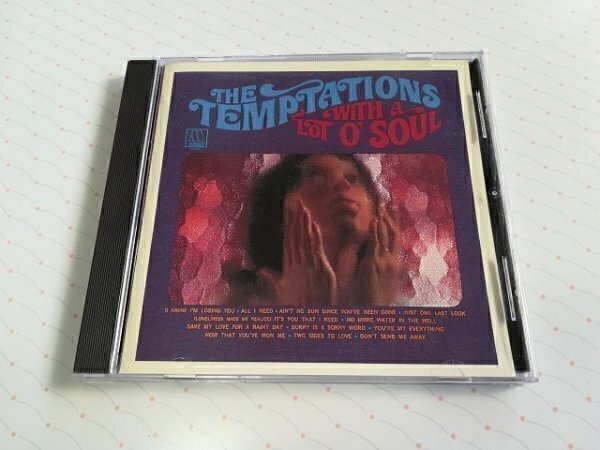 THE
TEMPTATIONS
WITH A
LOT O' SOUL
(I KNOW) I'M LOSING YOU • ALL I NEED • AIN'T NO SUN SINCE YOU'VE BEEN GONE • JUST ONE LAST LOOK
(LONELINESS MADE ME REALIZE) IT'S YOU THAT I NEED • NO MORE WATER IN THE WELL
SAVE MY LOVE FOR A RAINY DAY • SORRY IS A SORRY WORD • YOU'RE MY EVERYTHING
NOW THAT YOU'VE WON ME • TWO SIDES TO LOVE • DON'T SEND ME AWAY